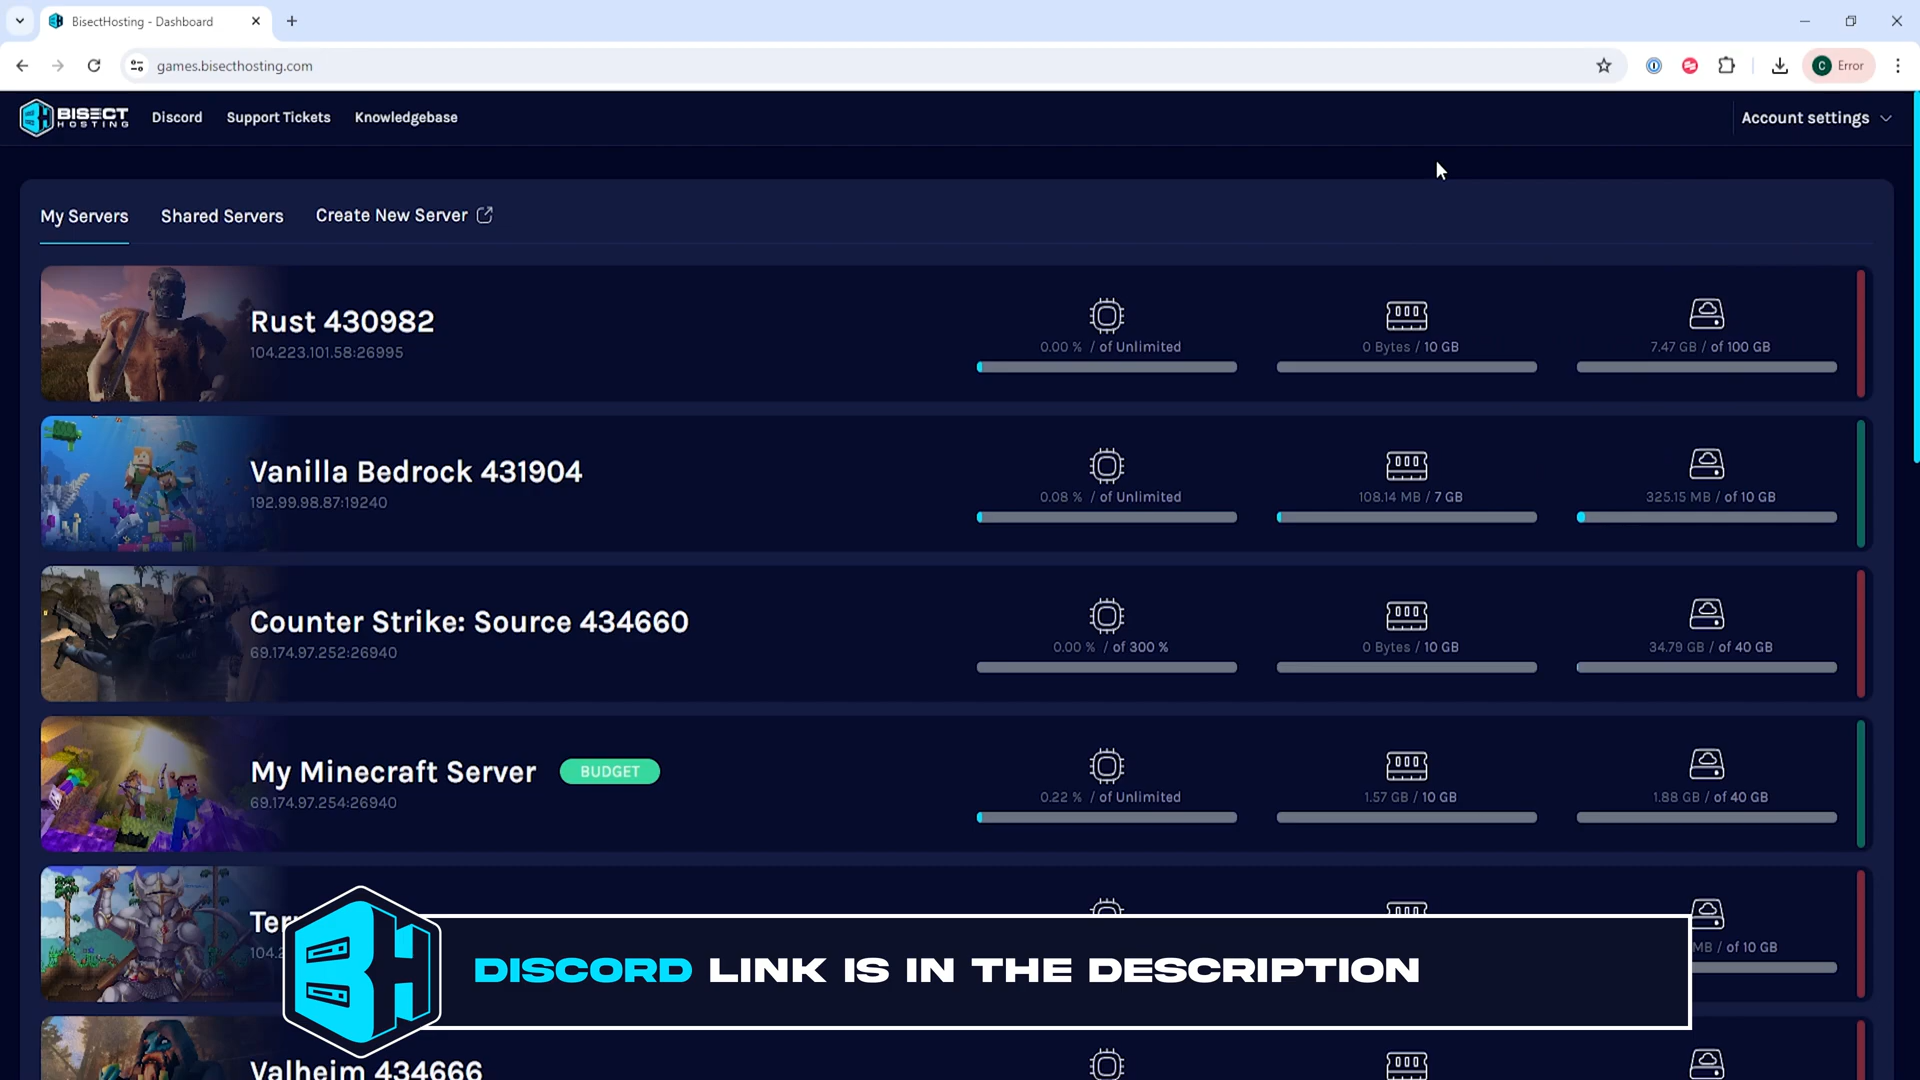 BisectHosting - Dashboard
games.bisecthosting.com
C Error
BISECT HOSTING Discord Support Tickets Knowledgebase Account settings
My Servers Shared Servers Create New Server
Rust 430982
104.223.101.58:26995
0.00 % / of Unlimited 0 Bytes / 10 GB 7.47 GB / of 100 GB
Vanilla Bedrock 431904
192.99.98.87:19240
0.08 % / of Unlimited 108.14 MB / 7 GB 325.15 MB / of 10 GB
Counter Strike: Source 434660
69.174.97.252:26940
0.00 % / of 300 % 0 Bytes / 10 GB 34.79 GB / of 40 GB
My Minecraft Server BUDGET
69.174.97.254:26940
0.22 % / of Unlimited 1.57 GB / 10 GB 1.88 GB / of 40 GB
Ter
104.2
MB / of 10 GB
DISCORD LINK IS IN THE DESCRIPTION
Valheim 434666